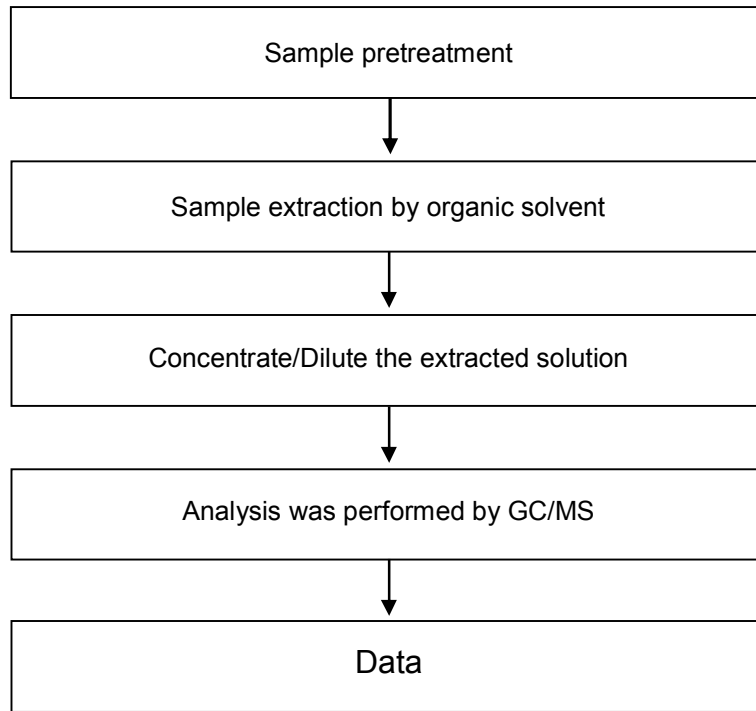 Sample pretreatment
Sample extraction by organic solvent
Concentrate/Dilute the extracted solution
Analysis was performed by GC/MS
Data